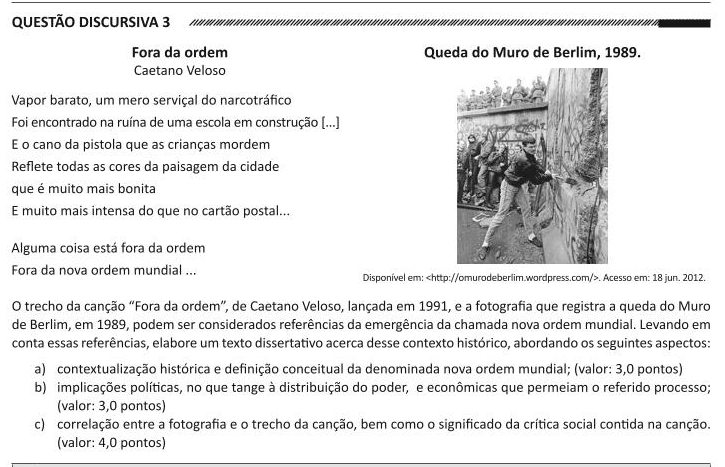 QUESTÃO DISCURSIVA 3
Fora da ordem
Caetano Veloso
Vapor barato, um mero serviçal do narcotráfico
Foi encontrado na ruína de uma escola em construção [...]
E o cano da pistola que as crianças mordem
Reflete todas as cores da paisagem da cidade
que é muito mais bonita
E muito mais intensa do que no cartão postal...
Alguma coisa está fora da ordem
Fora da nova ordem mundial ...
Queda do Muro de Berlim, 1989.
Disponível em: <http://omurodeberlim.wordpress.com/>. Acesso em: 18 jun. 2012.
O trecho da canção “Fora da ordem”, de Caetano Veloso, lançada em 1991, e a fotografia que registra a queda do Muro
de Berlim, em 1989, podem ser considerados referências da emergência da chamada nova ordem mundial. Levando em
conta essas referências, elabore um texto dissertativo acerca desse contexto histórico, abordando os seguintes aspectos:
a) contextualização histórica e definição conceitual da denominada nova ordem mundial; (valor: 3,0 pontos)
b) implicações políticas, no que tange à distribuição do poder, e econômicas que permeiam o referido processo;
(valor: 3,0 pontos)
c) correlação entre a fotografia e o trecho da canção, bem como o significado da crítica social contida na canção.
(valor: 4,0 pontos)